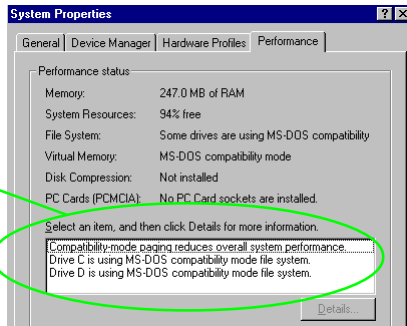 System Properties
General Device Manager Hardware Profiles Performance
Performance status
Memory: 247.0 MB of RAM
System Resources: 94% free
File System: Some drives are using MS-DOS compatibility
Virtual Memory: MS-DOS compatibility mode
Disk Compression: Not installed
PC Cards (PCMCIA): No PC Card sockets are installed.
Select an item, and then click Details for more information.
Compatibility-mode paging reduces overall system performance.
Drive C is using MS-DOS compatibility mode file system.
Drive D is using MS-DOS compatibility mode file system.
Details...